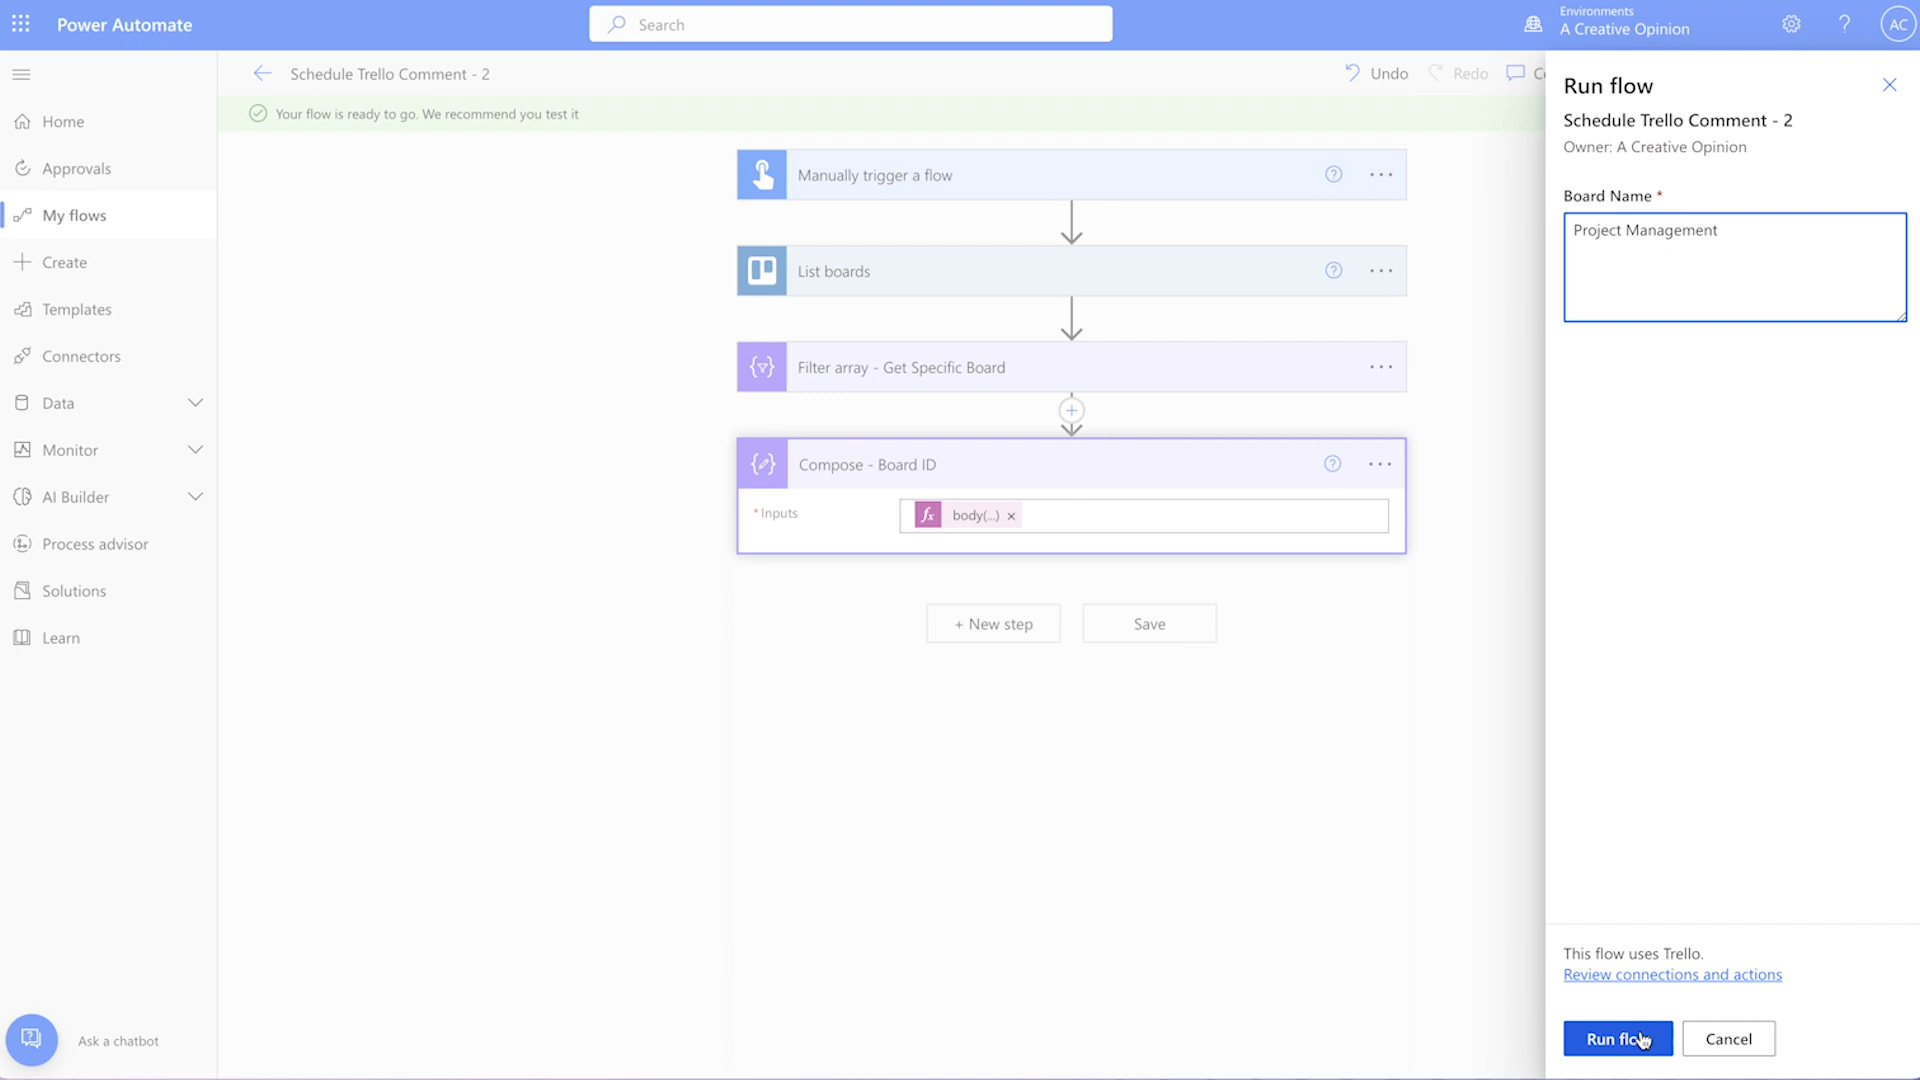 Power Automate
Search
Environments
A Creative Opinion
AC
Schedule Trello Comment - 2
Undo
Redo
Your flow is ready to go. We recommend you test it
Home
Approvals
My flows
Create
Templates
Connectors
Data
Monitor
AI Builder
Process advisor
Solutions
Learn
Ask a chatbot
Manually trigger a flow
List boards
Filter array - Get Specific Board
Compose - Board ID
* Inputs
fx body(...) ×
+ New step
Save
Run flow
Schedule Trello Comment - 2
Owner: A Creative Opinion
Board Name *
Project Management
This flow uses Trello.
Review connections and actions
Run flow
Cancel